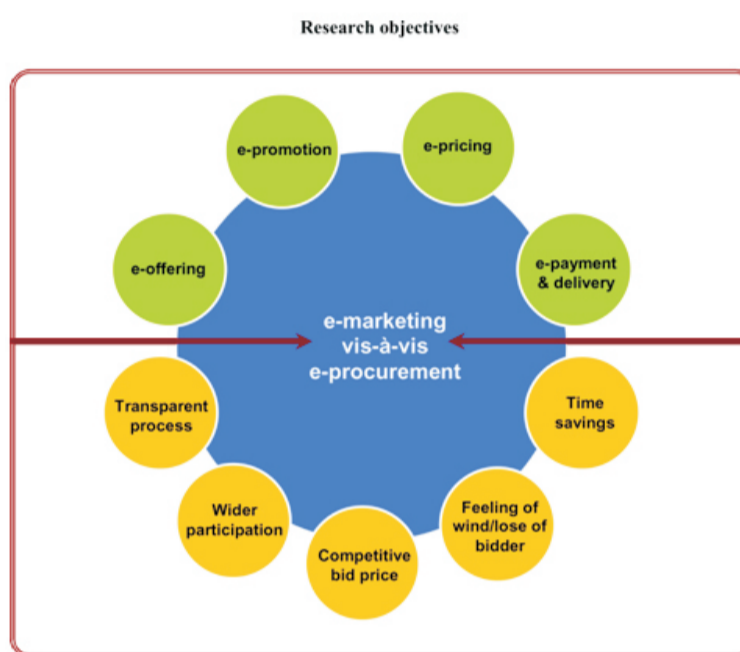 Research objectives
e-promotion
e-pricing
e-offering
e-payment
& delivery
e-marketing
vis-à-vis
e-procurement
Transparent
process
Time
savings
Wider
participation
Feeling of
wind/lose of
bidder
Competitive
bid price